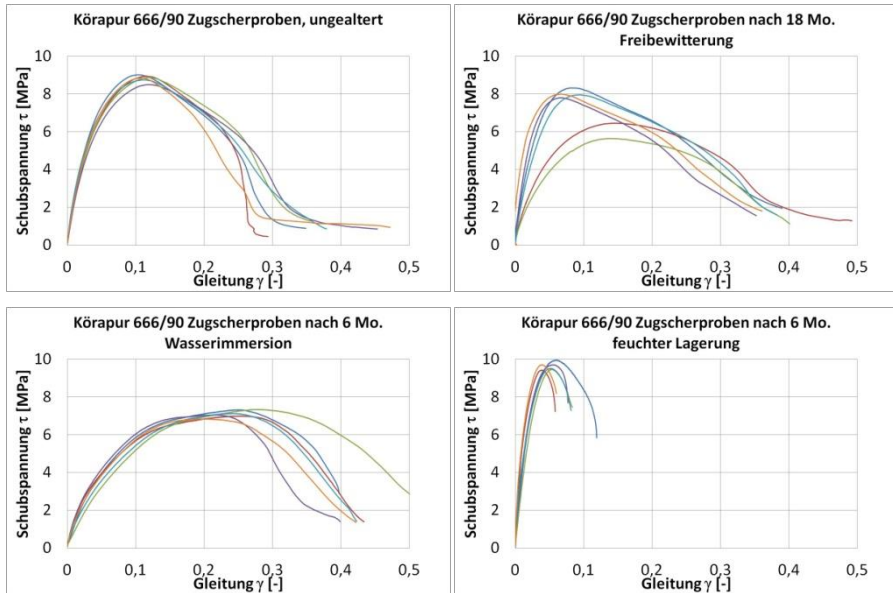 Körapur 666/90 Zugscherproben, ungealtert
Schubspannung τ [MPa]
10
8
6
4
2
0
0 0,1 0,2 0,3 0,4 0,5
Gleitung γ [-]
Körapur 666/90 Zugscherproben nach 18 Mo.
Freibewitterung
Schubspannung τ [MPa]
10
8
6
4
2
0
0 0,1 0,2 0,3 0,4 0,5
Gleitung γ [-]
Körapur 666/90 Zugscherproben nach 6 Mo.
Wasserimmersion
Schubspannung τ [MPa]
10
8
6
4
2
0
0 0,1 0,2 0,3 0,4 0,5
Gleitung γ [-]
Körapur 666/90 Zugscherproben nach 6 Mo.
feuchter Lagerung
Schubspannung τ [MPa]
10
8
6
4
2
0
0 0,1 0,2 0,3 0,4 0,5
Gleitung γ [-]